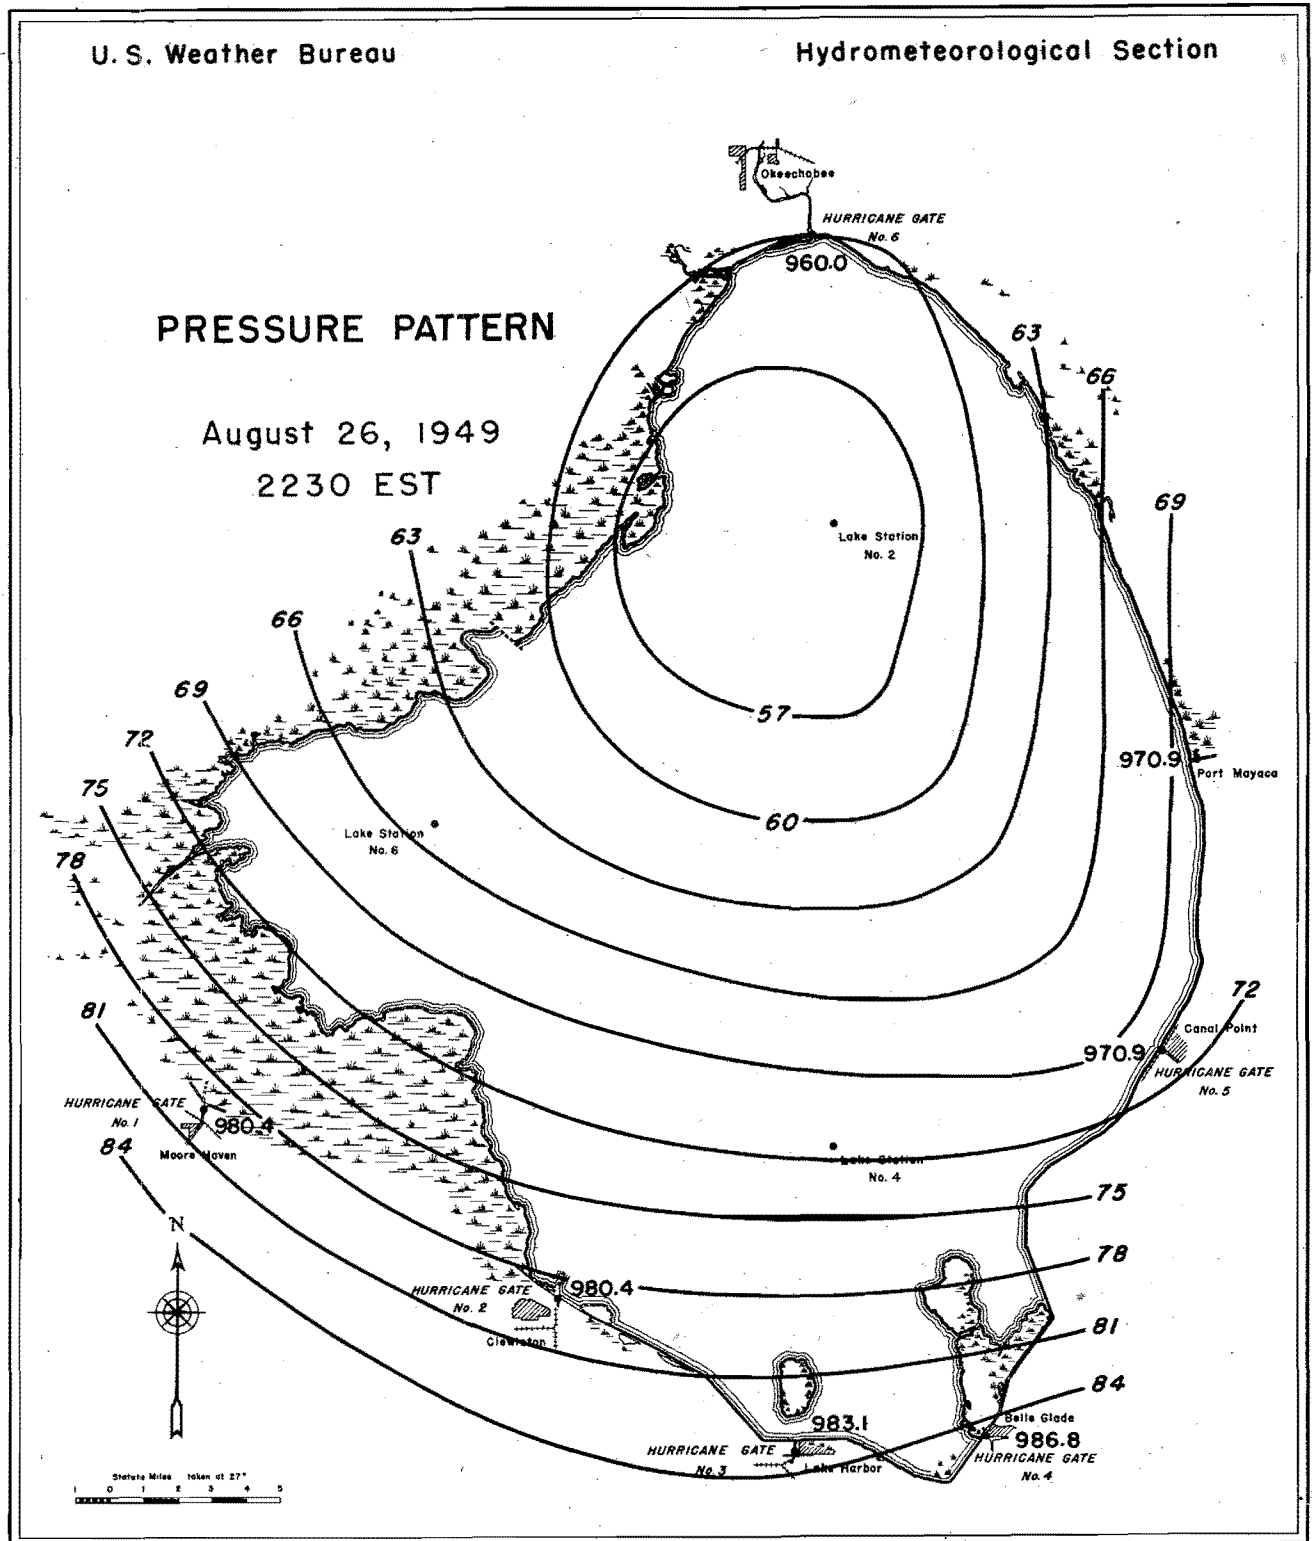 U. S. Weather Bureau
Hydrometeorological Section
Okeechobee
HURRICANE GATE
No. 6
960.0
PRESSURE PATTERN
August 26, 1949
2230 EST
63
66
69
Lake Station
No. 2
63
66
69
72
75
78
81
84
57
60
970.9
Port Mayaca
Lake Station
No. 6
72
Canal Point
970.9
HURRICANE GATE
No. 5
HURRICANE GATE
No. 1
980.4
Moore Haven
Lake Station
No. 4
75
78
81
84
N
HURRICANE GATE
No. 2
980.4
Clewiston
983.1
HURRICANE GATE
No. 3
Lake Harbor
Belle Glade
986.8
HURRICANE GATE
No. 4
Statute Miles taken at 27°
1 0 1 2 3 4 5